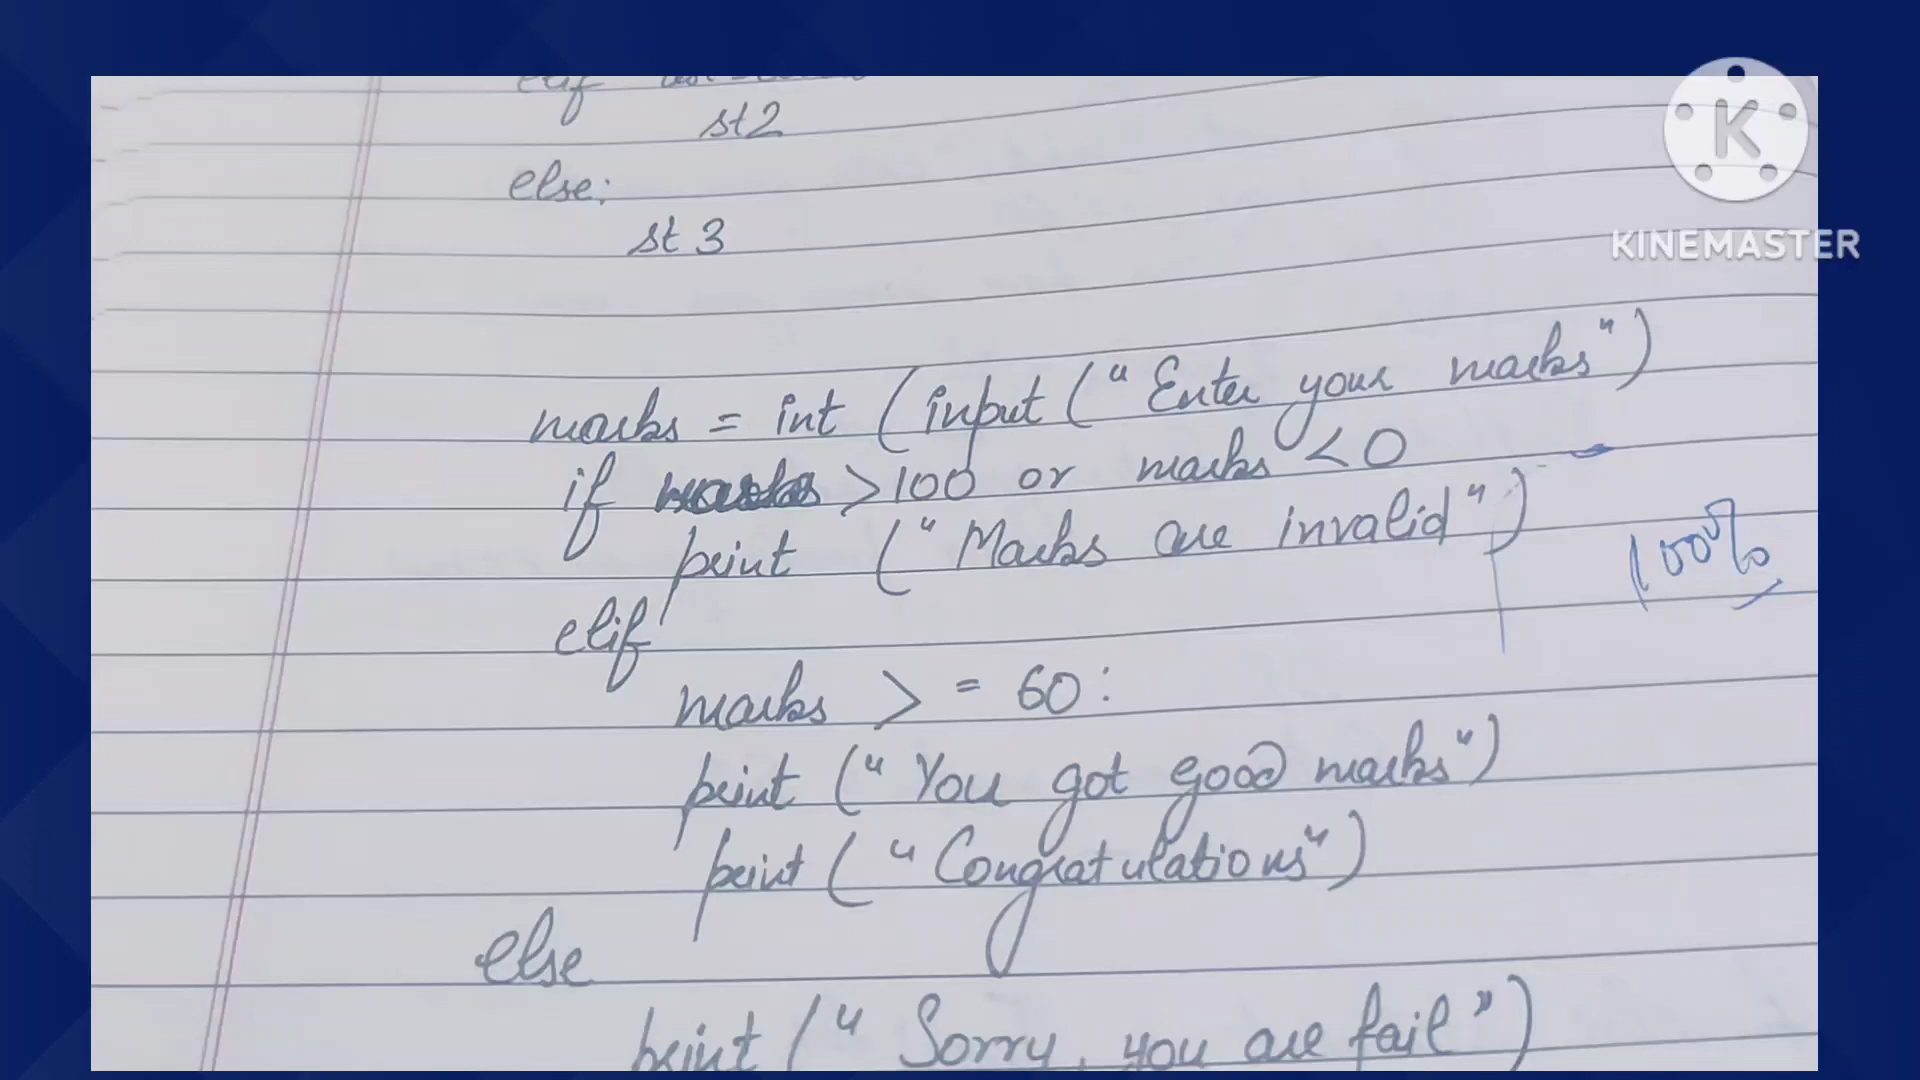 st2
else:
st 3
KINEMASTER
marks = int (input ("Enter your marks")
if marks >100 or marks <0
print ("Marks are invalid")
100%
elif
marks > = 60:
print ("You got good marks")
print ("Congratulations")
else
print ("Sorry, you are fail")